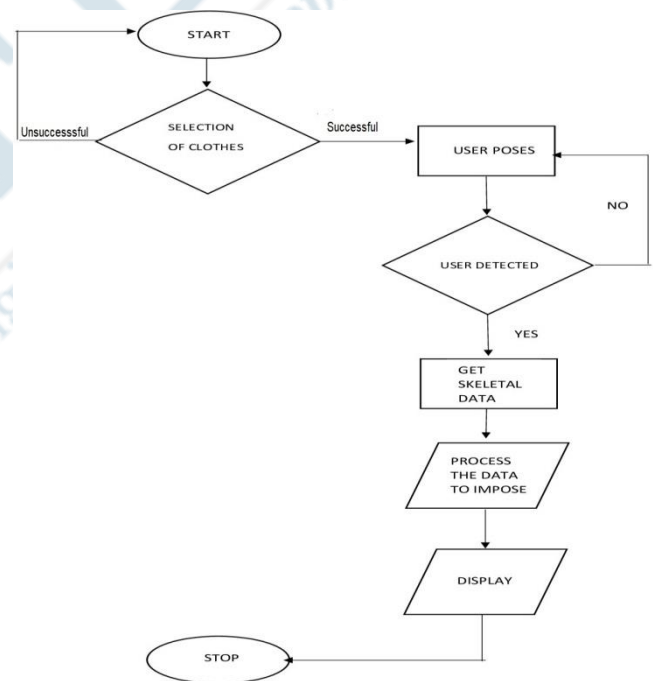 START
SELECTION
OF CLOTHES
Unsuccesssful
Successful
USER POSES
NO
USER DETECTED
YES
GET
SKELETAL
DATA
PROCESS
THE DATA
TO IMPOSE
DISPLAY
STOP